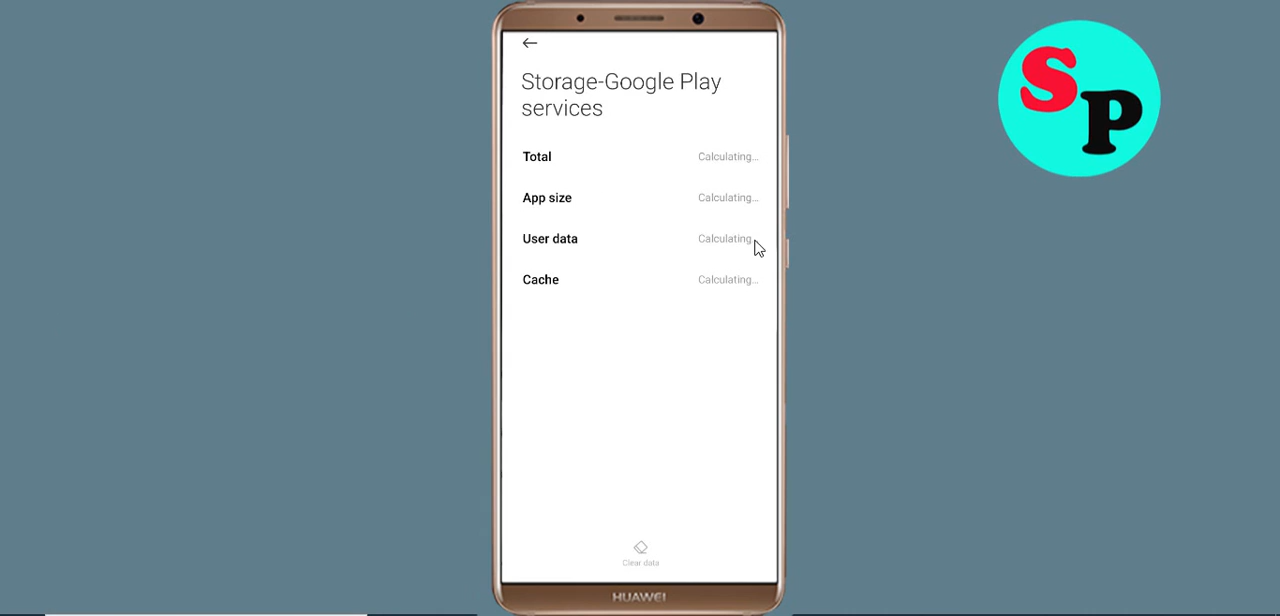 SP
Storage-Google Play
services
Total Calculating...
App size Calculating...
User data Calculating...
Cache Calculating...
Clear data
HUAWEI